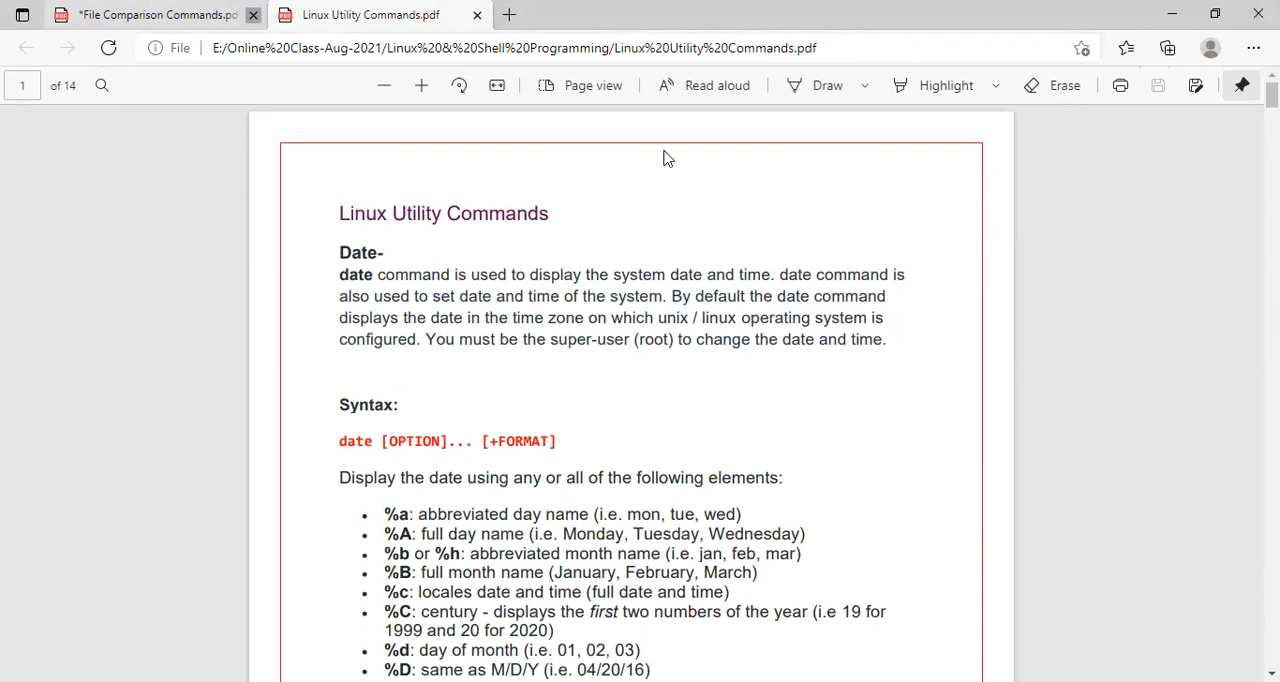 *File Comparison Commands.pd
Linux Utility Commands.pdf
File
E:/Online%20Class-Aug-2021/Linux%20&%20Shell%20Programming/Linux%20Utility%20Commands.pdf
1 of 14
Page view
Read aloud
Draw
Highlight
Erase
Linux Utility Commands
Date-
date command is used to display the system date and time. date command is
also used to set date and time of the system. By default the date command
displays the date in the time zone on which unix / linux operating system is
configured. You must be the super-user (root) to change the date and time.
Syntax:
date [OPTION]... [+FORMAT]
Display the date using any or all of the following elements:
• %a: abbreviated day name (i.e. mon, tue, wed)
• %A: full day name (i.e. Monday, Tuesday, Wednesday)
• %b or %h: abbreviated month name (i.e. jan, feb, mar)
• %B: full month name (January, February, March)
• %c: locales date and time (full date and time)
• %C: century - displays the first two numbers of the year (i.e 19 for
1999 and 20 for 2020)
• %d: day of month (i.e. 01, 02, 03)
• %D: same as M/D/Y (i.e. 04/20/16)